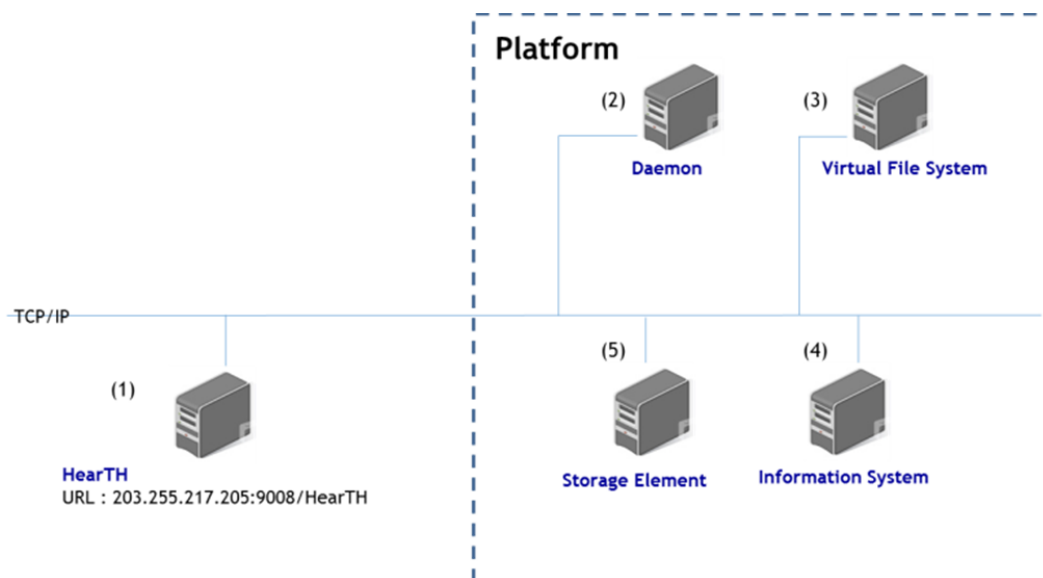 Platform
(2)
(3)
Daemon
Virtual File System
TCP/IP
(5)
(4)
(1)
HearTH
URL : 203.255.217.205:9008/HearTH
Storage Element
Information System